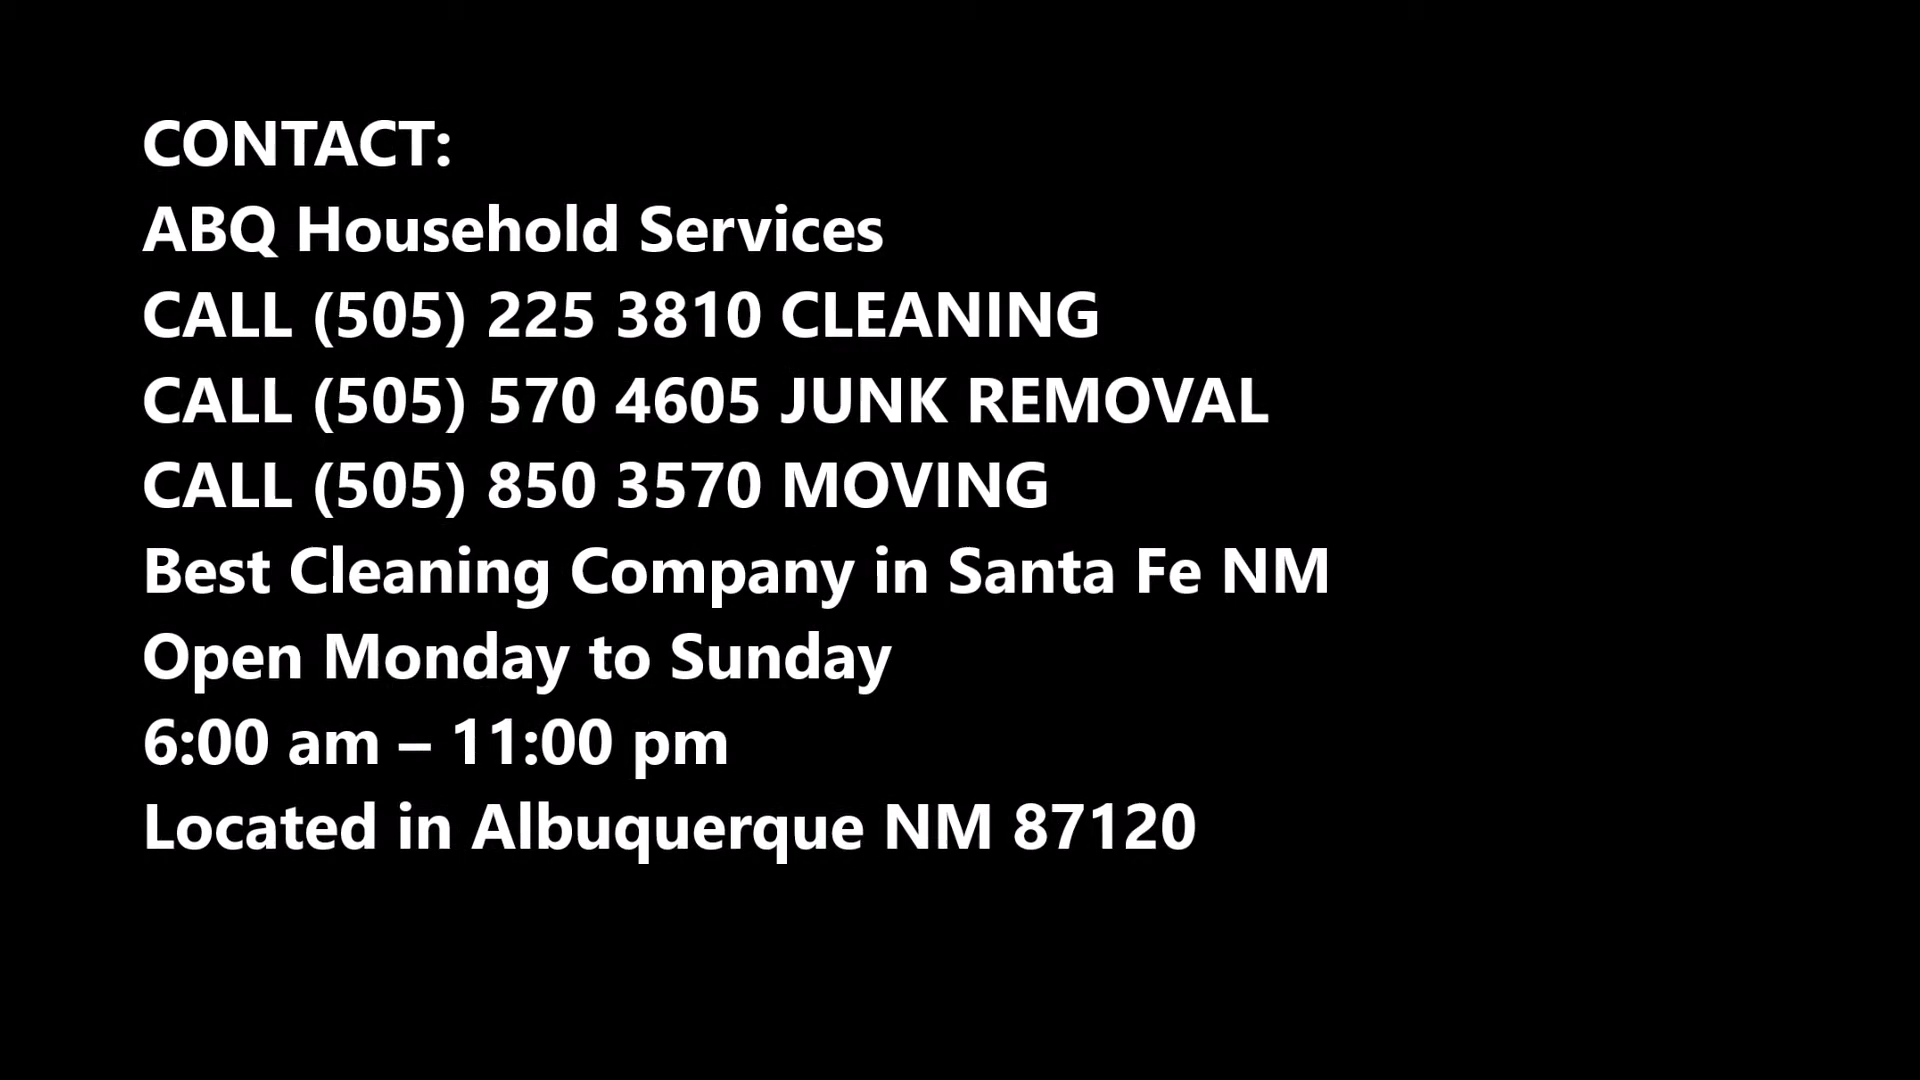 CONTACT:
ABQ Household Services
CALL (505) 225 3810 CLEANING
CALL (505) 570 4605 JUNK REMOVAL
CALL (505) 850 3570 MOVING
Best Cleaning Company in Santa Fe NM
Open Monday to Sunday
6:00 am – 11:00 pm
Located in Albuquerque NM 87120